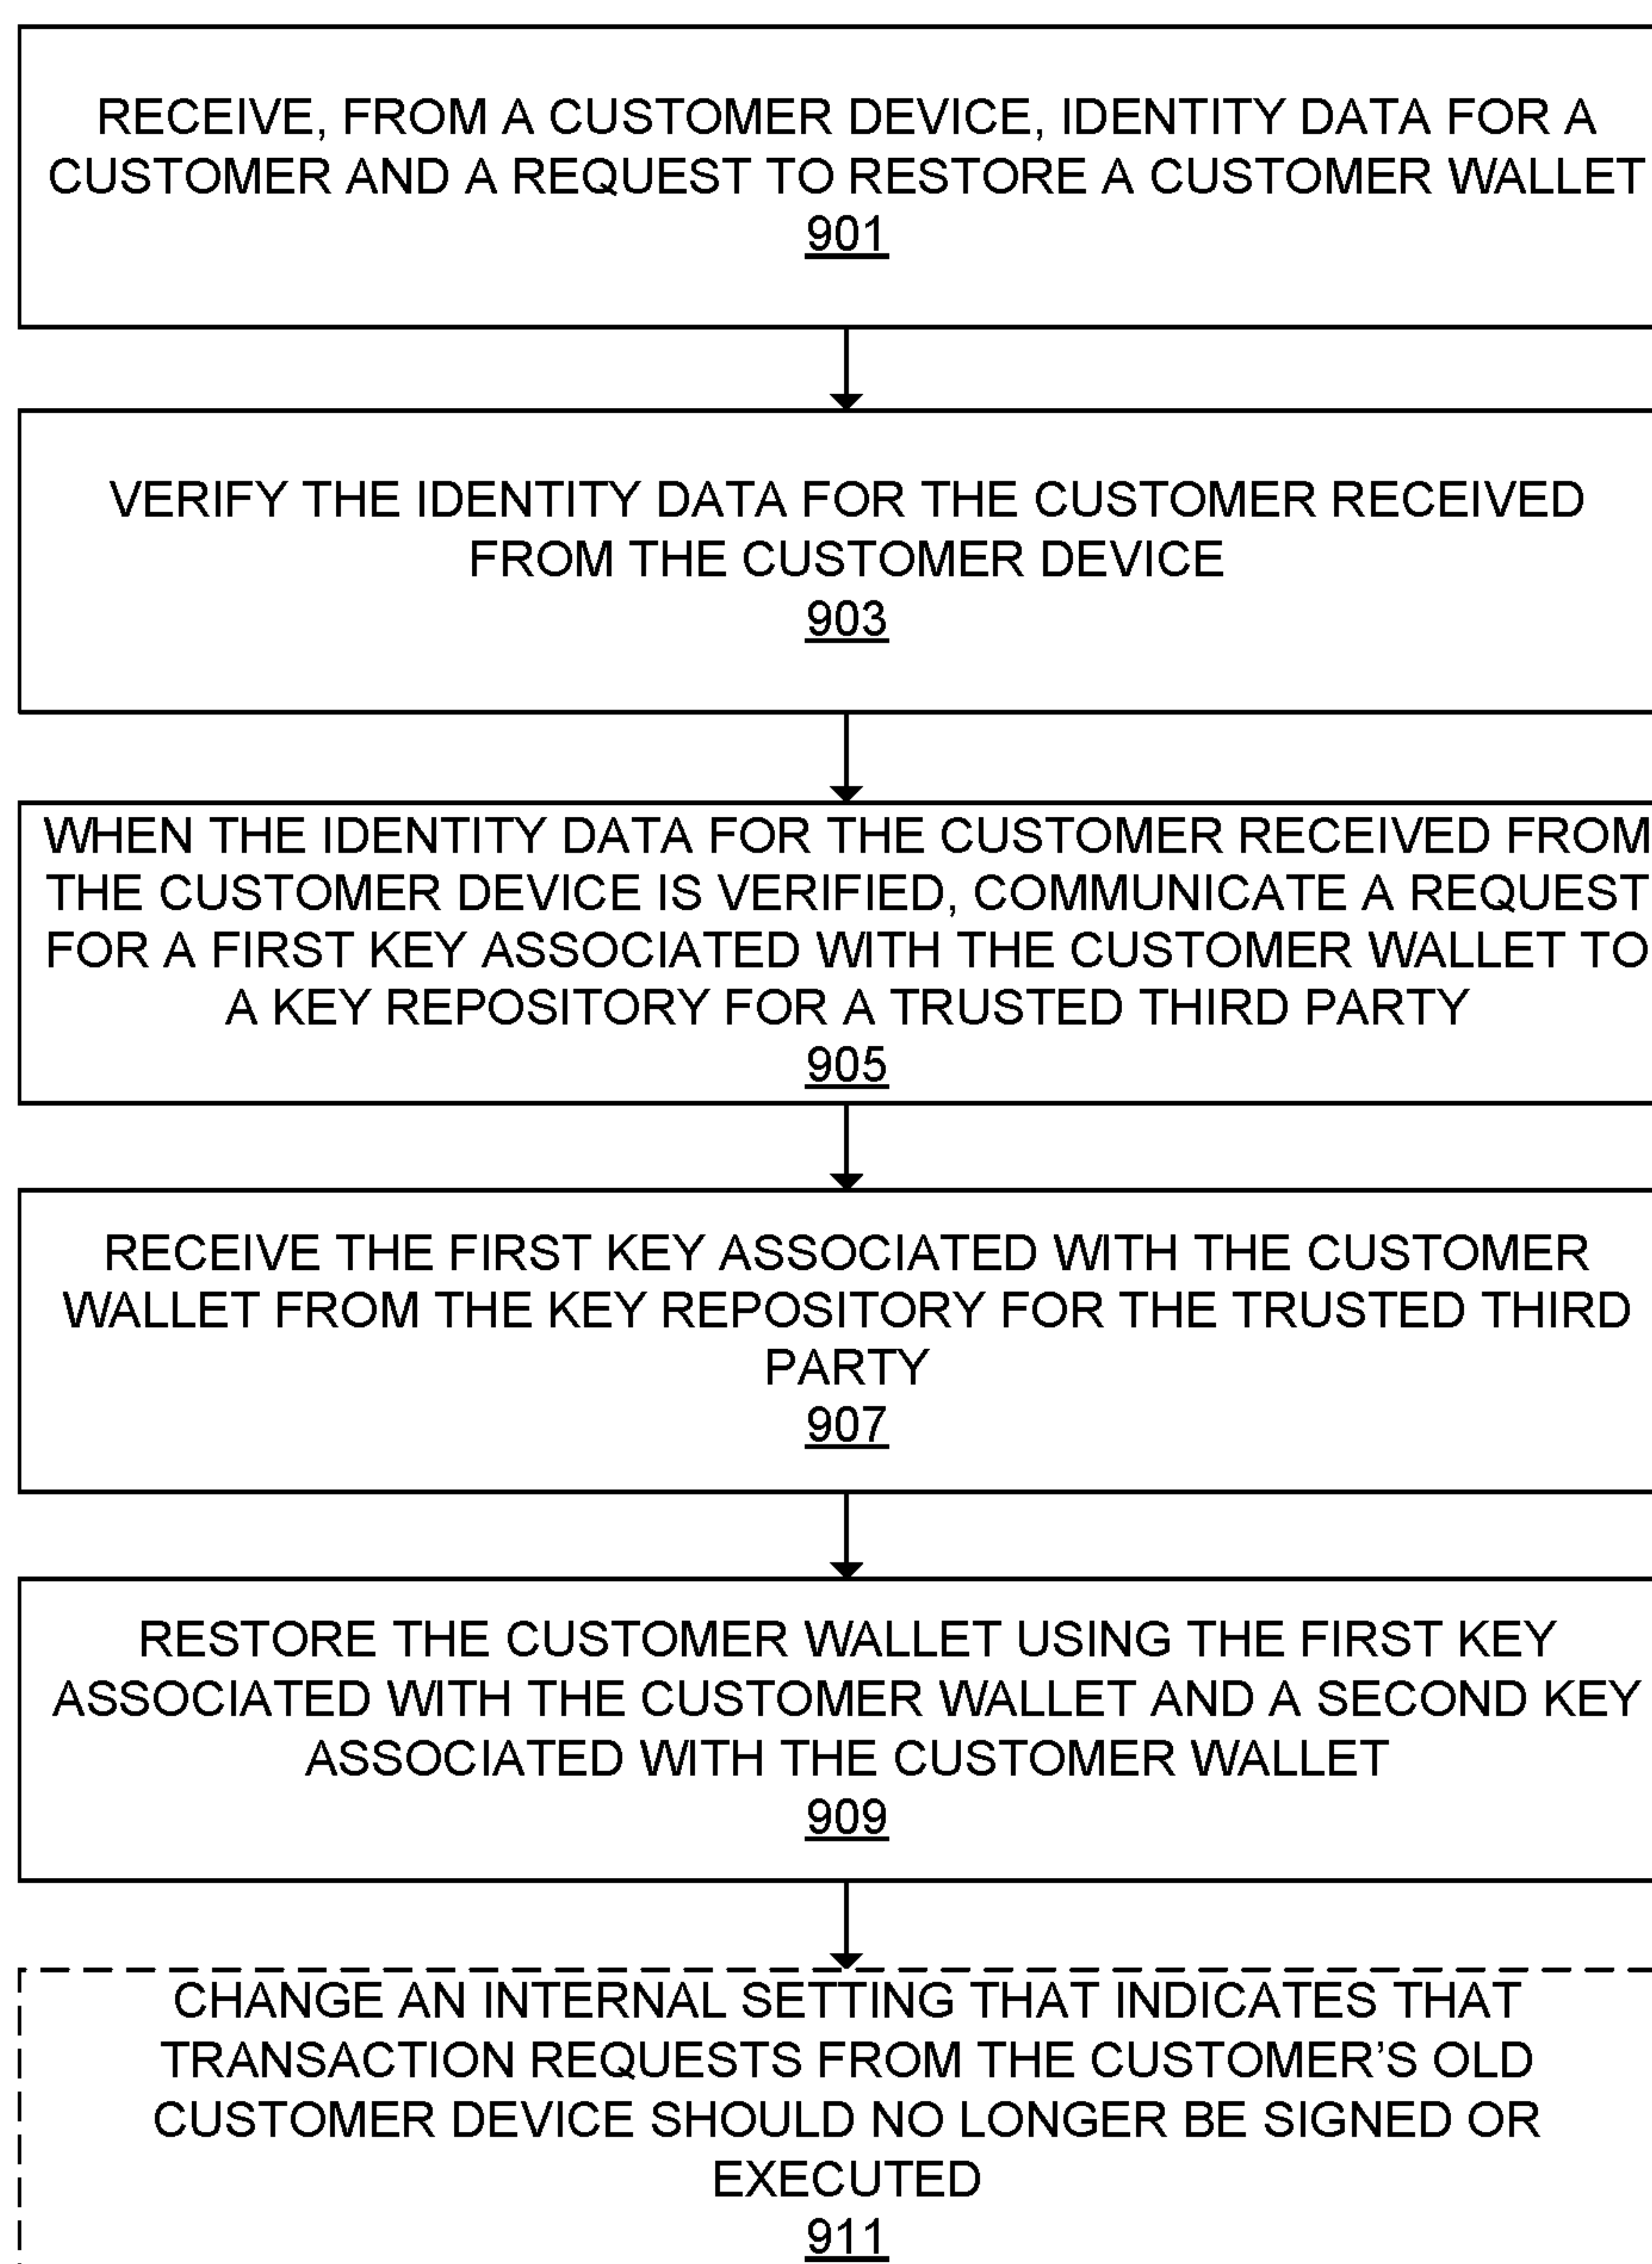 RECEIVE, FROM A CUSTOMER DEVICE, IDENTITY DATA FOR A
CUSTOMER AND A REQUEST TO RESTORE A CUSTOMER WALLET
901
VERIFY THE IDENTITY DATA FOR THE CUSTOMER RECEIVED
FROM THE CUSTOMER DEVICE
903
WHEN THE IDENTITY DATA FOR THE CUSTOMER RECEIVED FROM
THE CUSTOMER DEVICE IS VERIFIED, COMMUNICATE A REQUEST
FOR A FIRST KEY ASSOCIATED WITH THE CUSTOMER WALLET TO
A KEY REPOSITORY FOR A TRUSTED THIRD PARTY
905
RECEIVE THE FIRST KEY ASSOCIATED WITH THE CUSTOMER
WALLET FROM THE KEY REPOSITORY FOR THE TRUSTED THIRD
PARTY
907
RESTORE THE CUSTOMER WALLET USING THE FIRST KEY
ASSOCIATED WITH THE CUSTOMER WALLET AND A SECOND KEY
ASSOCIATED WITH THE CUSTOMER WALLET
909
CHANGE AN INTERNAL SETTING THAT INDICATES THAT
TRANSACTION REQUESTS FROM THE CUSTOMER’S OLD
CUSTOMER DEVICE SHOULD NO LONGER BE SIGNED OR
EXECUTED
911